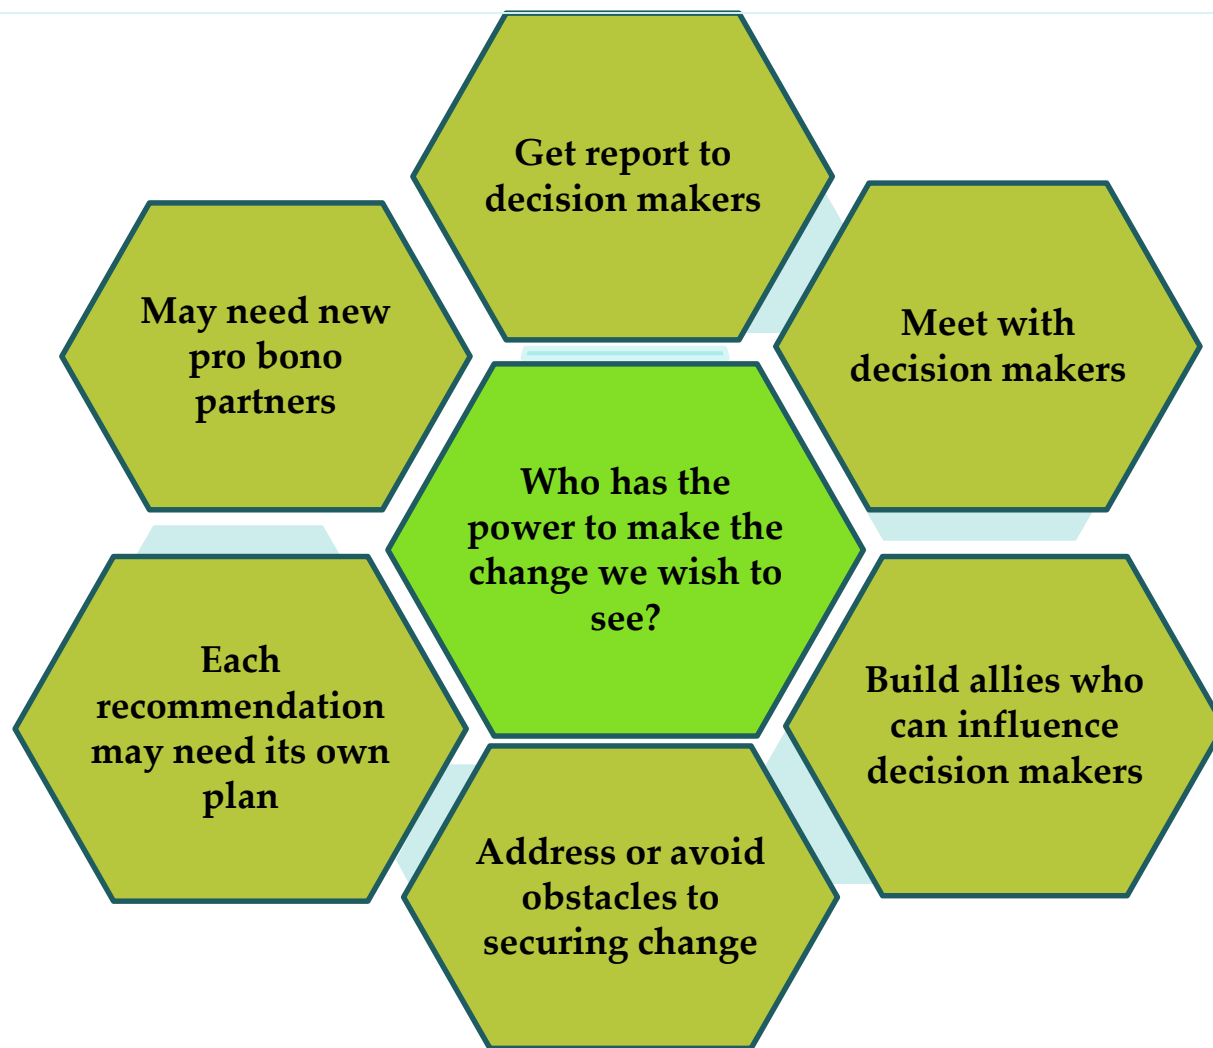 Get report to
decision makers
Meet with
decision makers
May need new
pro bono
partners
Who has the
power to make the
change we wish to
see?
Build allies who
can influence
decision makers
Each
recommendation
may need its own
plan
Address or avoid
obstacles to
securing change